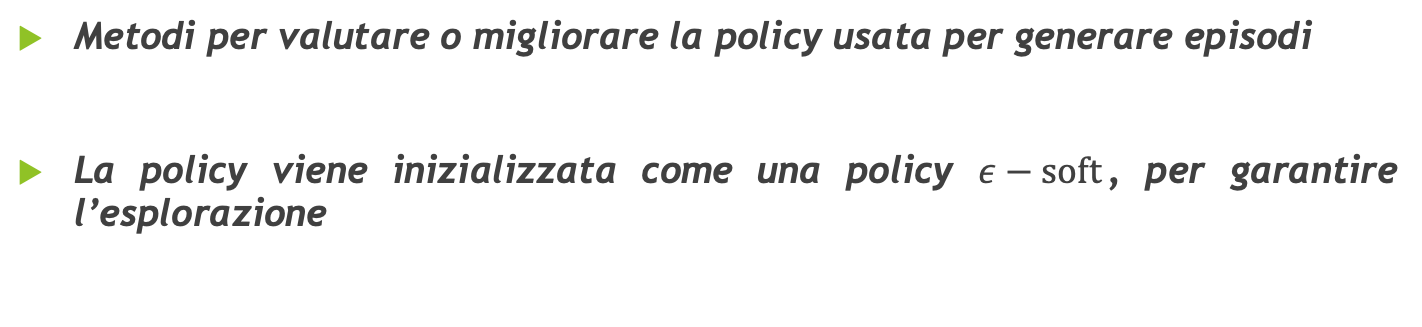 Metodi per valutare o migliorare la policy usata per generare episodi
La policy viene inizializzata come una policy ϵ − soft, per garantire
l’esplorazione